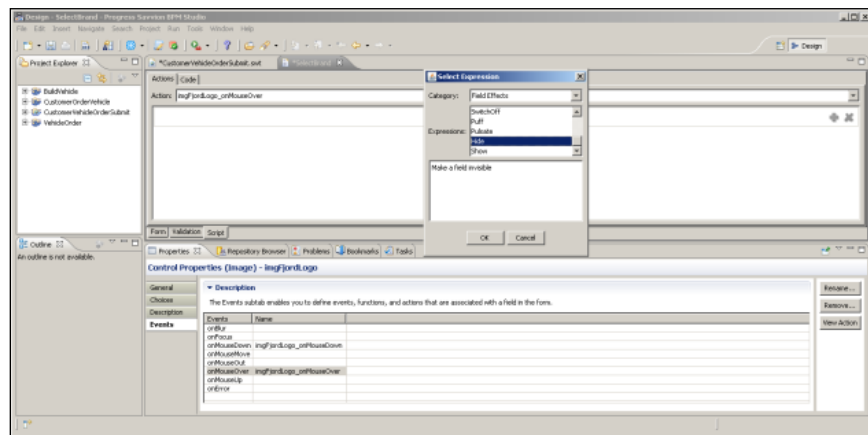 Design - SelectBrand - Progress Savvion BPM Studio
File Edit Insert Navigate Search Project Run Tools Window Help
Design
Project Explorer
*CustomerVehicleOrderSubmit.swt
*SelectBrand
BuildVehicle
CustomerOrderVehicle
CustomerVehicleOrderSubmit
VehicleOrder
Actions Code
Action: imgFjordLogo_onMouseOver
Select Expression
Category: Field Effects
Expressions:
SwitchOff
Puff
Pulsate
Hide
Show
Make a field invisible
OK Cancel
Form Validation Script
Outline
An outline is not available.
Properties Repository Browser Problems Bookmarks Tasks
Control Properties (Image) - imgFjordLogo
General
Choices
Description
Events
Description
The Events subtab enables you to define events, functions, and actions that are associated with a field in the form.
Events Name
onBlur
onFocus
onMouseDown imgFjordLogo_onMouseDown
onMouseMove
onMouseOut
onMouseOver imgFjordLogo_onMouseOver
onMouseUp
onError
Rename...
Remove...
View Action